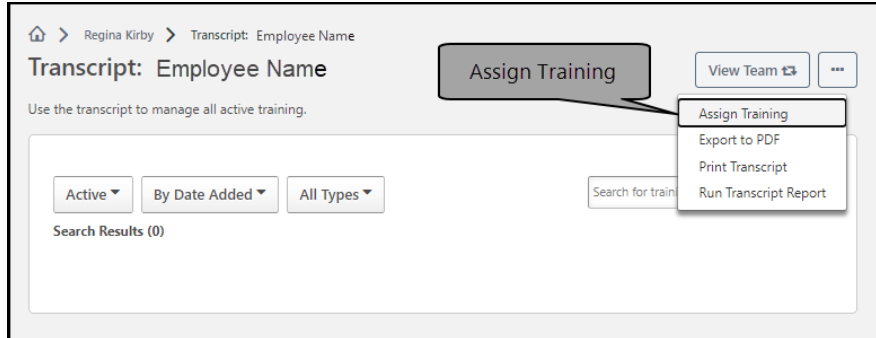 Regina Kirby Transcript: Employee Name
Transcript: Employee Name
Assign Training
View Team
Use the transcript to manage all active training.
Assign Training
Export to PDF
Print Transcript
Run Transcript Report
Active
By Date Added
All Types
Search for traini
Search Results (0)